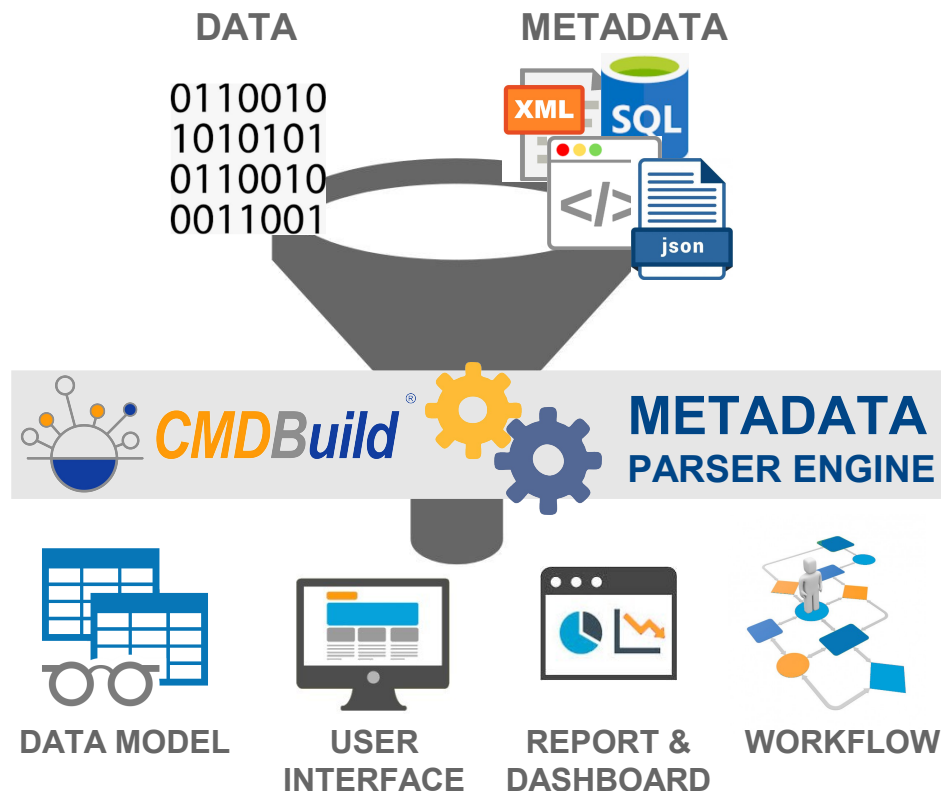 DATA
METADATA
0110010
1010101
0110010
0011001
XML
SQL
</>
json
CMDBuild®
METADATA
PARSER ENGINE
DATA MODEL
USER
INTERFACE
REPORT &
DASHBOARD
WORKFLOW